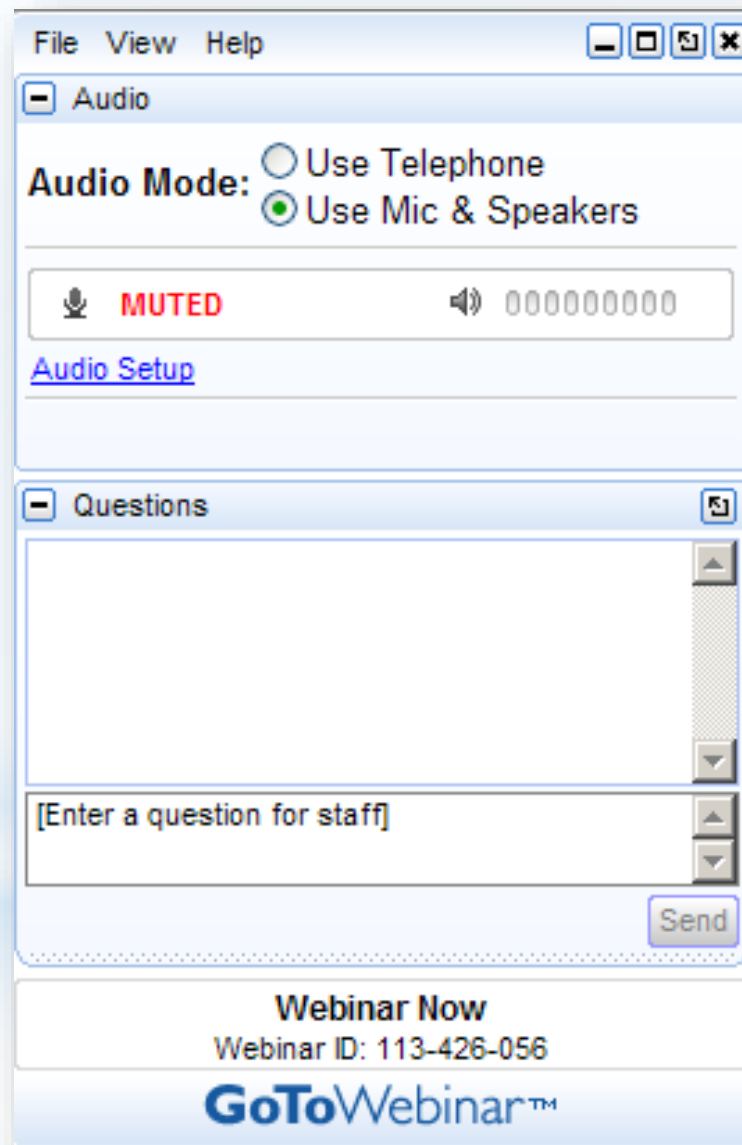 File View Help
Audio
Audio Mode:
Use Telephone
Use Mic & Speakers
MUTED
000000000
Audio Setup
Questions
[Enter a question for staff]
Send
Webinar Now
Webinar ID: 113-426-056
GoToWebinar™